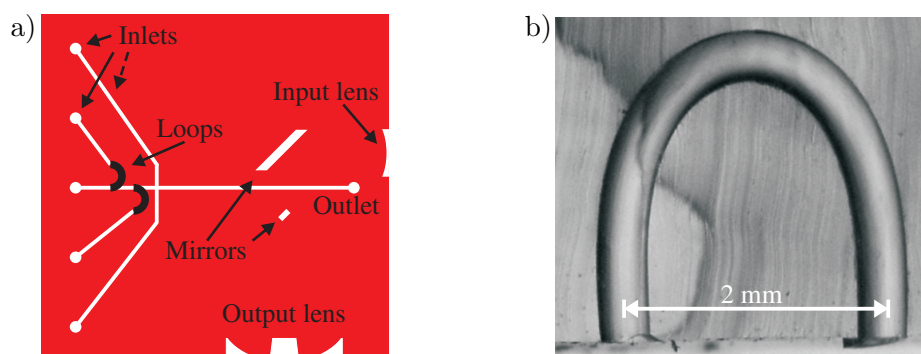 a)
Inlets
Input lens
Loops
Outlet
Mirrors
Output lens
b)
2 mm